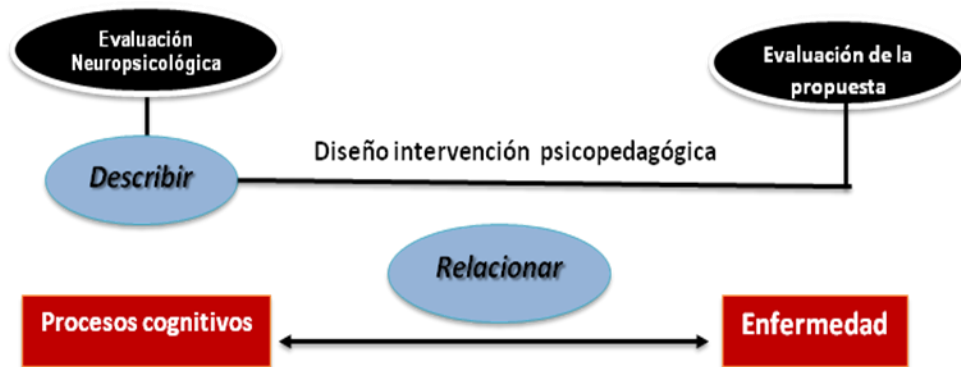 Evaluación
Neuropsicológica
Evaluación de la
propuesta
Diseño intervención psicopedagógica
Describir
Relacionar
Procesos cognitivos
Enfermedad